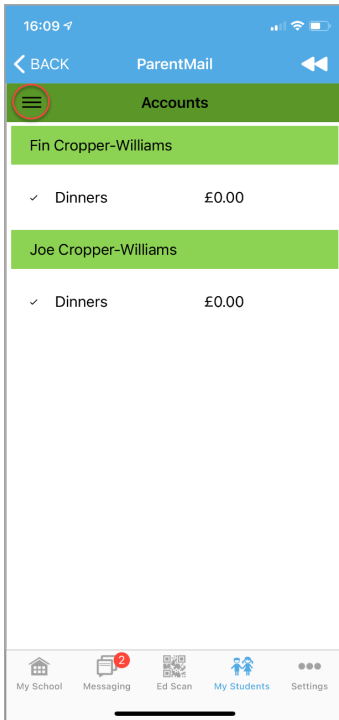 16:09
BACK ParentMail
Accounts
Fin Cropper-Williams
Dinners £0.00
Joe Cropper-Williams
Dinners £0.00
2
My School Messaging Ed Scan My Students Settings